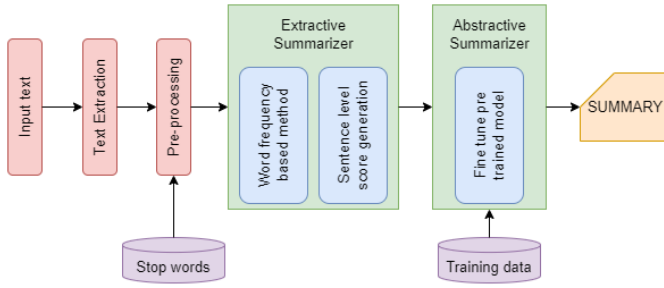 Input text
Text Extraction
Pre-processing
Stop words
Extractive
Summarizer
Word frequency
based method
Sentence level
score generation
Abstractive
Summarizer
Fine tune pre
trained model
Training data
SUMMARY